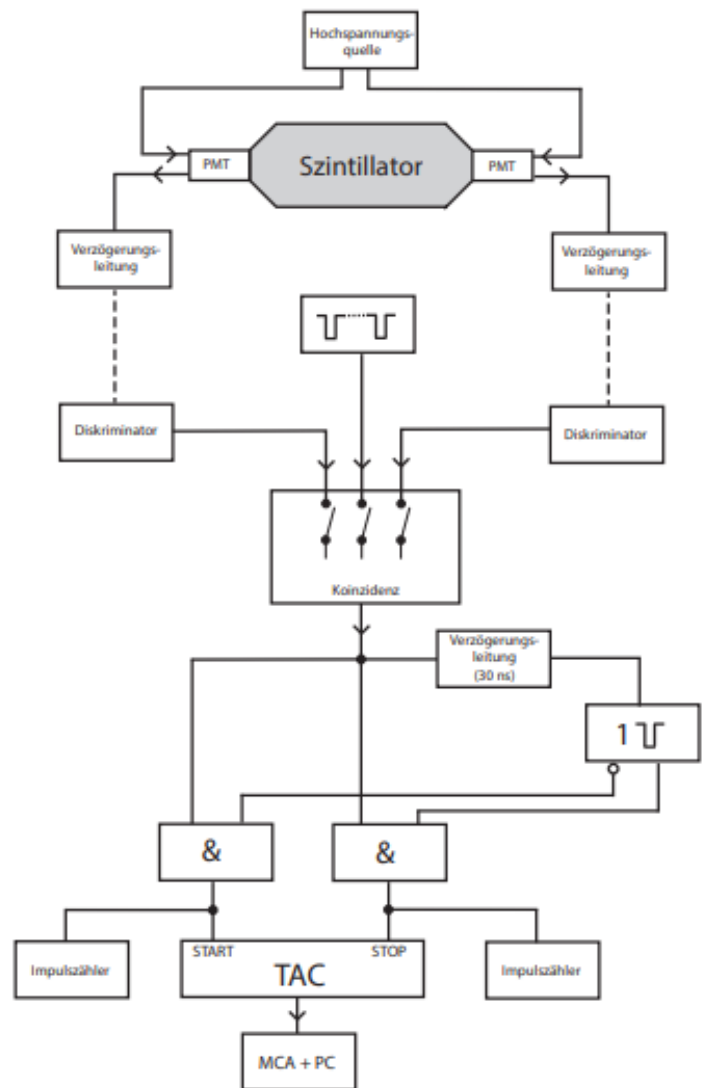 Hochspannungs-
quelle
PMT
Szintillator
PMT
Verzögerungs-
leitung
Verzögerungs-
leitung
Diskriminator
Diskriminator
Koinzidenz
Verzögerungs-
leitung
(30 ns)
1
&
&
Impulszähler
START
STOP
TAC
Impulszähler
MCA + PC